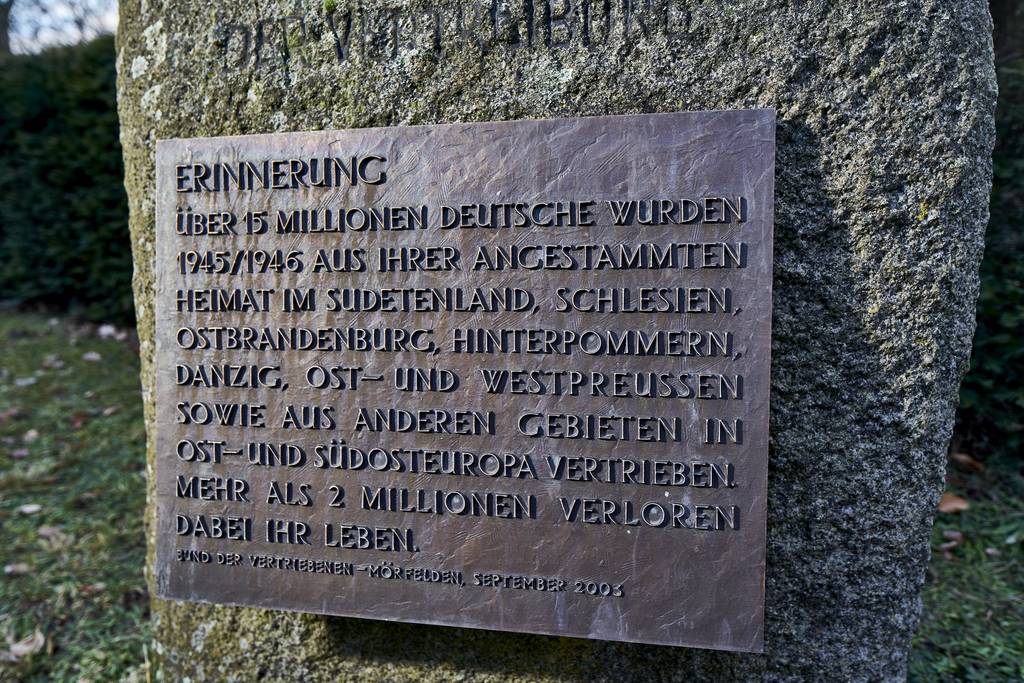 DER VERTREIBUNG
ERINNERUNG
ÜBER 15 MILLIONEN DEUTSCHE WURDEN
1945/1946 AUS IHRER ANGESTAMMTEN
HEIMAT IM SUDETENLAND, SCHLESIEN,
OSTBRANDENBURG, HINTERPOMMERN,
DANZIG, OST- UND WESTPREUSSEN
SOWIE AUS ANDEREN GEBIETEN IN
OST- UND SÜDOSTEUROPA VERTRIEBEN.
MEHR ALS 2 MILLIONEN VERLOREN
DABEI IHR LEBEN.
BUND DER VERTRIEBENEN-MÖRFELDEN, SEPTEMBER 2003